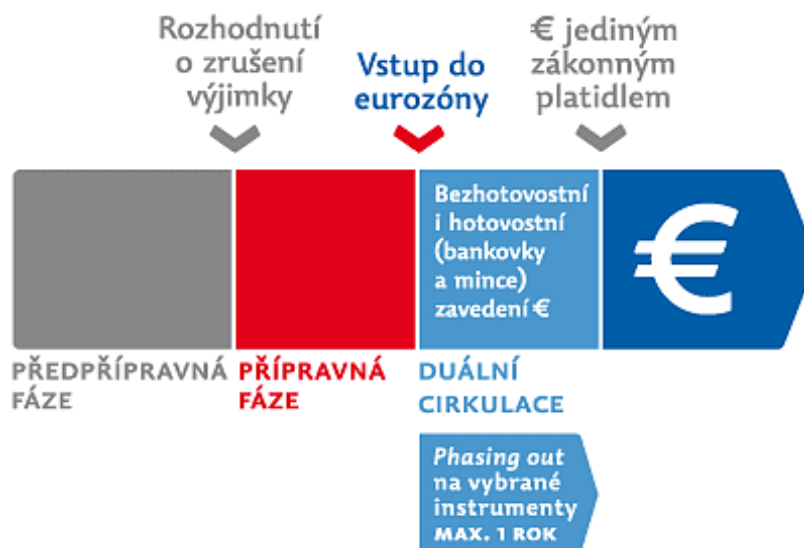 Rozhodnutí
o zrušení
výjimky
Vstup do
eurozóny
€ jediným
zákonným
platidlem
Bezhotovostní
i hotovostní
(bankovky
a mince)
zavedení €
€
PŘEDPŘÍPRAVNÁ
FÁZE
PŘÍPRAVNÁ
FÁZE
DUÁLNÍ
CIRKULACE
Phasing out
na vybrané
instrumenty
MAX. 1 ROK